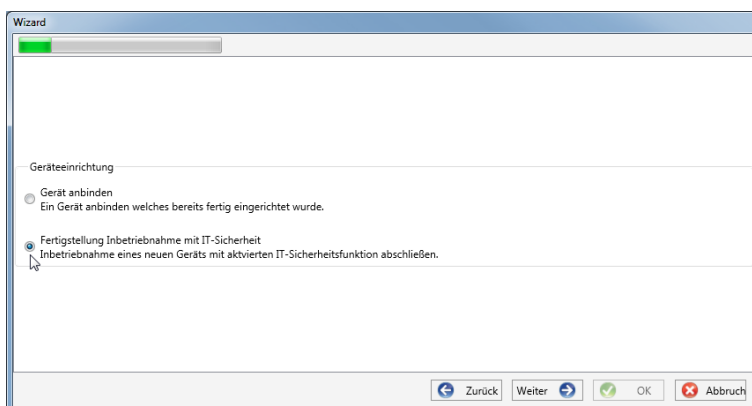 Wizard
Geräteeinrichtung
Gerät anbinden
Ein Gerät anbinden welches bereits fertig eingerichtet wurde.
Fertigstellung Inbetriebnahme mit IT-Sicherheit
Inbetriebnahme eines neuen Geräts mit aktvierten IT-Sicherheitsfunktion abschließen.
Zurück Weiter OK Abbruch